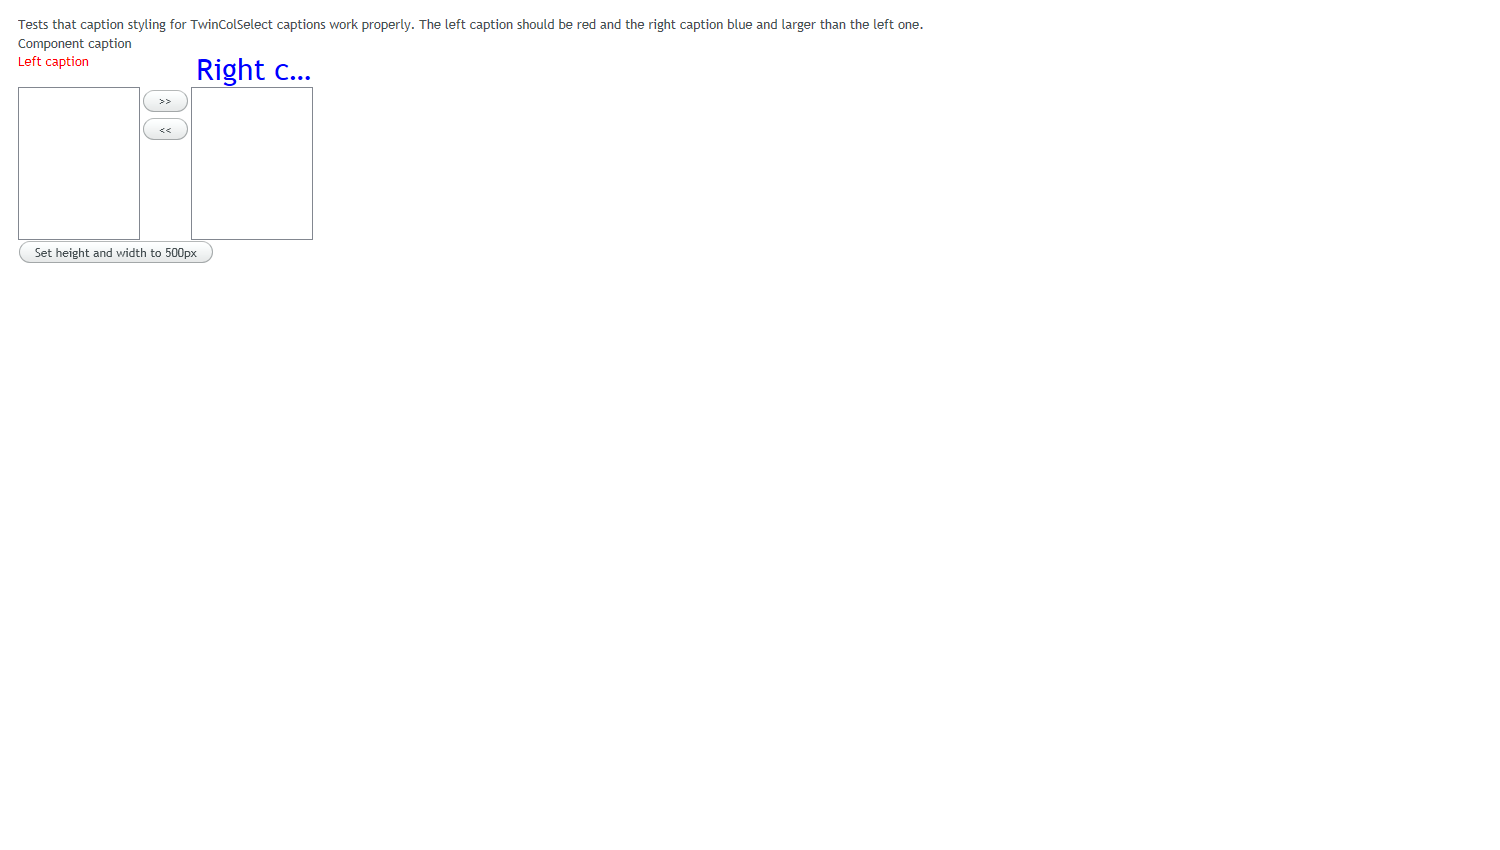 Tests that caption styling for TwinColSelect captions work properly. The left caption should be red and the right caption blue and larger than the left one.
Component caption
Left caption
Right c...
>>
<<
Set height and width to 500px